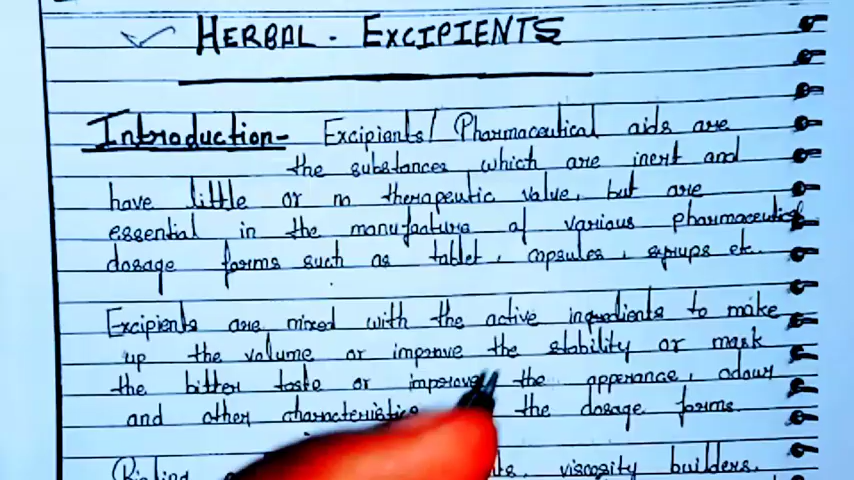 HERBAL - EXCIPIENTS
Introduction- Excipients/ Pharmaceutical aids are
the substances which are inert and
have little or no therapeutic value, but are
essential in the manufacture of various pharmaceutical
dosage forms such as tablet, capsules, syrups etc.
Excipients are mixed with the active ingredients to make
up the volume or improve the stability or mask
the bitter taste or improve the apperance, odour
and other characteristics the dosage forms.
viscosity builders,